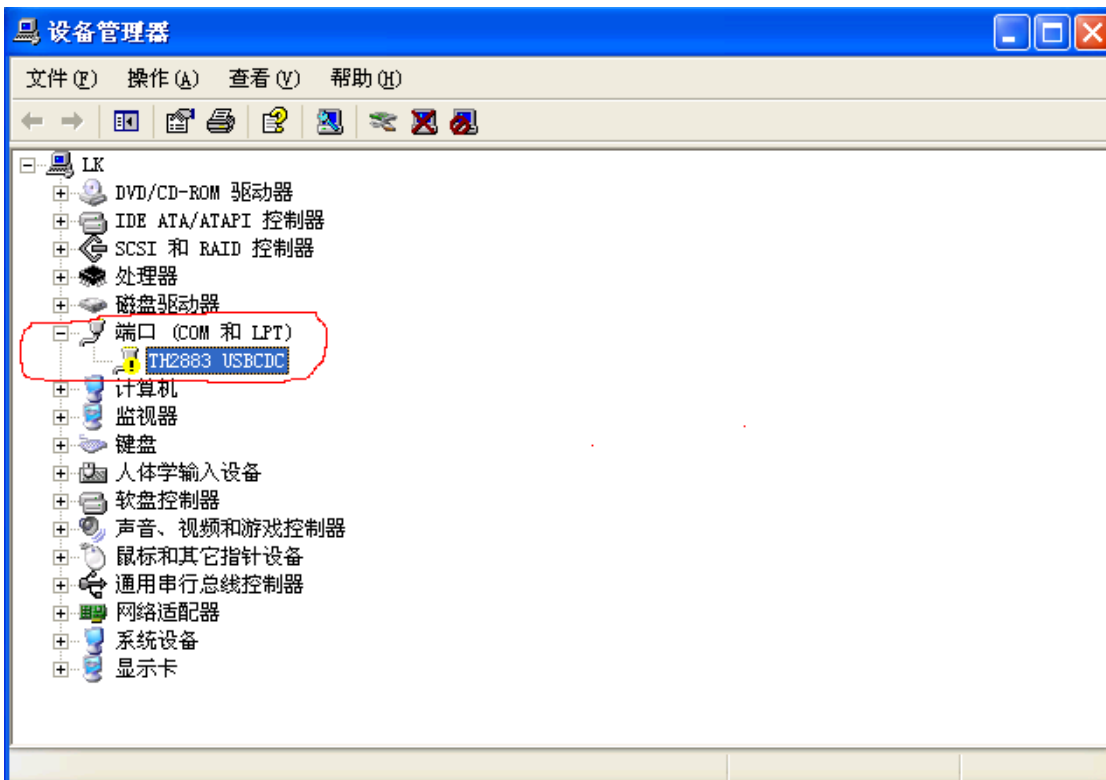 设备管理器
文件(F) 操作(A) 查看(V) 帮助(H)
LK
DVD/CD-ROM 驱动器
IDE ATA/ATAPI 控制器
SCSI 和 RAID 控制器
处理器
磁盘驱动器
端口 (COM 和 LPT)
TH2883 USBCDC
计算机
监视器
键盘
人体学输入设备
软盘控制器
声音、视频和游戏控制器
鼠标和其它指针设备
通用串行总线控制器
网络适配器
系统设备
显示卡